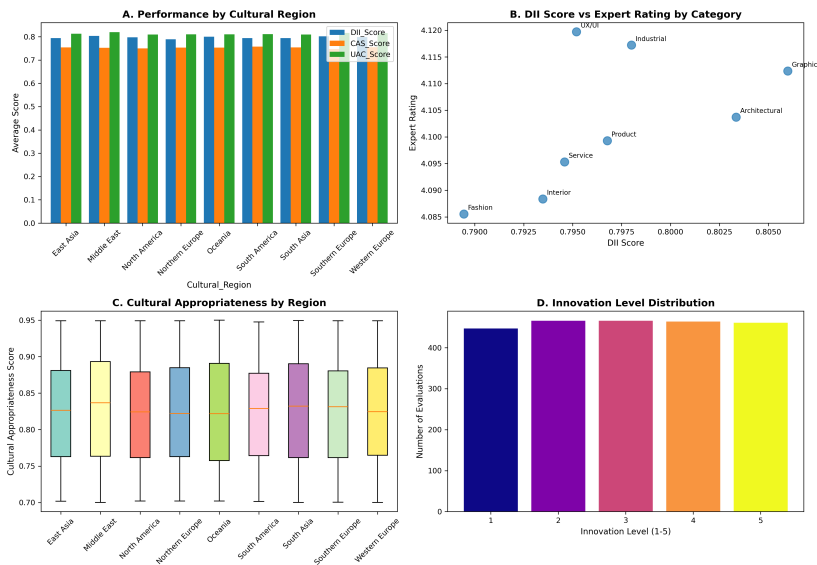 A. Performance by Cultural Region
DII_Score
CAS_Score
UAC_Score
Average Score
0.8
0.7
0.6
0.5
0.4
0.3
0.2
0.1
0.0
East Asia
Middle East
North America
Northern Europe
Oceania
South America
South Asia
Southern Europe
Western Europe
Cultural_Region
B. DII Score vs Expert Rating by Category
Expert Rating
4.120
4.115
4.110
4.105
4.100
4.095
4.090
4.085
UX/UI
Industrial
Graphic
Architectural
Product
Service
Interior
Fashion
0.7900
0.7925
0.7950
0.7975
0.8000
0.8025
0.8050
DII Score
C. Cultural Appropriateness by Region
Cultural Appropriateness Score
0.95
0.90
0.85
0.80
0.75
0.70
East Asia
Middle East
North America
Northern Europe
Oceania
South America
South Asia
Southern Europe
Western Europe
D. Innovation Level Distribution
Number of Evaluations
400
300
200
100
0
1
2
3
4
5
Innovation Level (1-5)